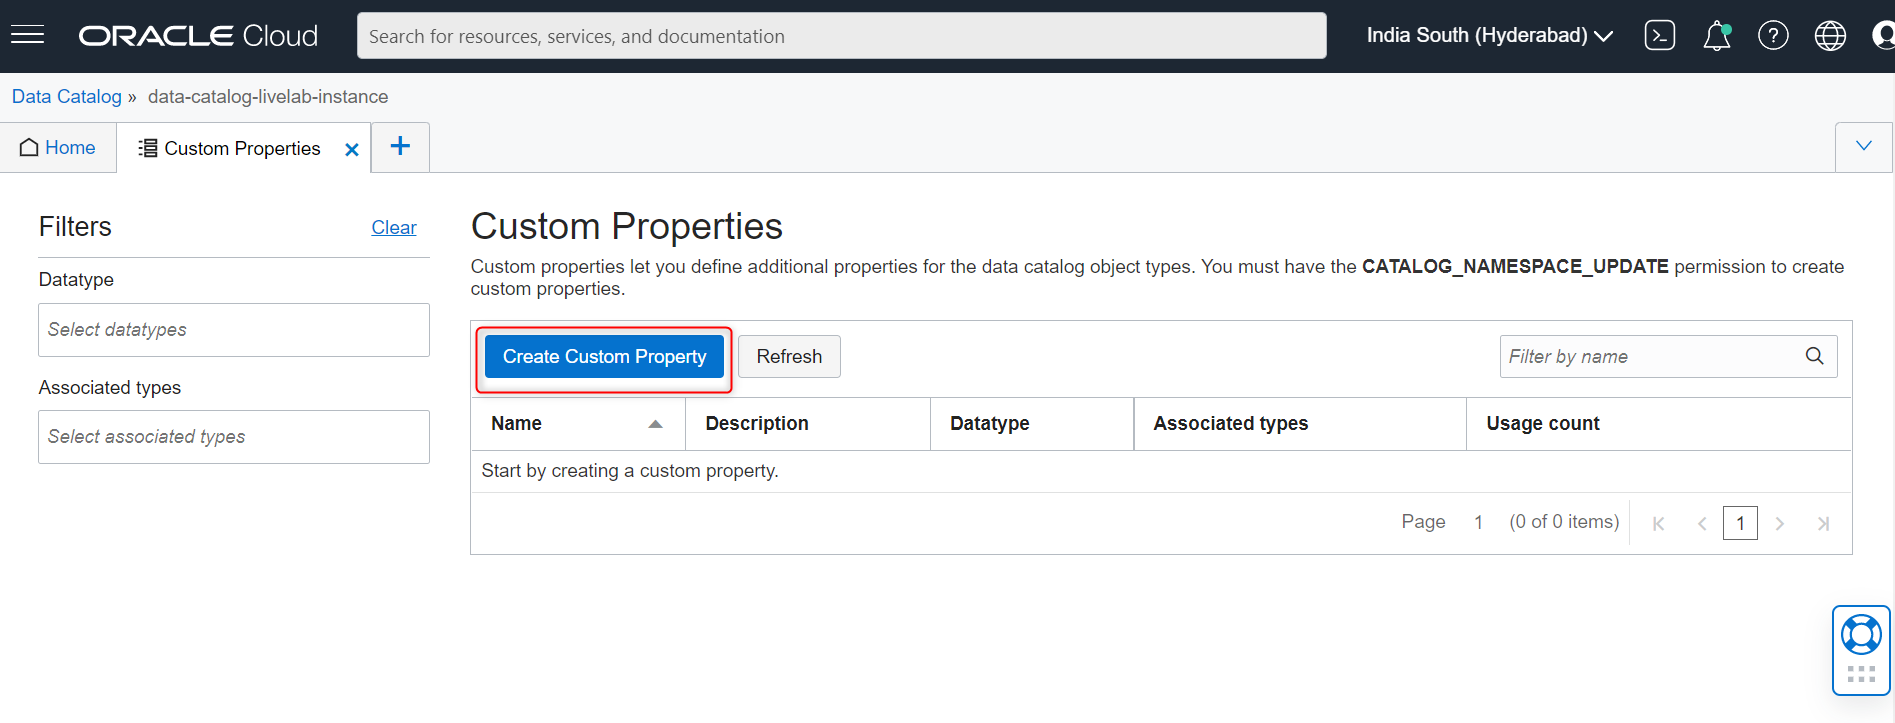 ORACLE Cloud
Search for resources, services, and documentation
India South (Hyderabad)
Data Catalog » data-catalog-livelab-instance
Home
Custom Properties
Filters
Clear
Datatype
Select datatypes
Associated types
Select associated types
Custom Properties
Custom properties let you define additional properties for the data catalog object types. You must have the CATALOG_NAMESPACE_UPDATE permission to create
custom properties.
Create Custom Property
Refresh
Filter by name
Name Description Datatype Associated types Usage count
Start by creating a custom property.
Page 1 (0 of 0 items) 1